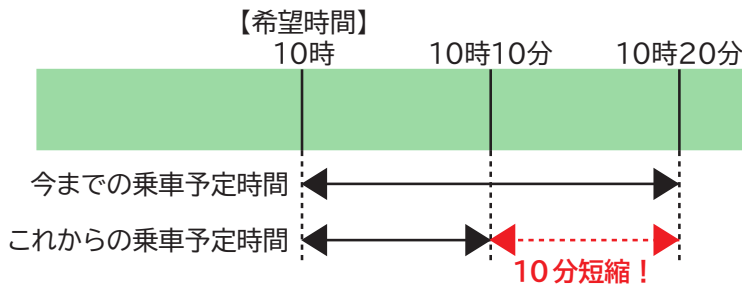 【希望時間】
10時
10時10分
10時20分
今までの乗車予定時間
これからの乗車予定時間
10分短縮！